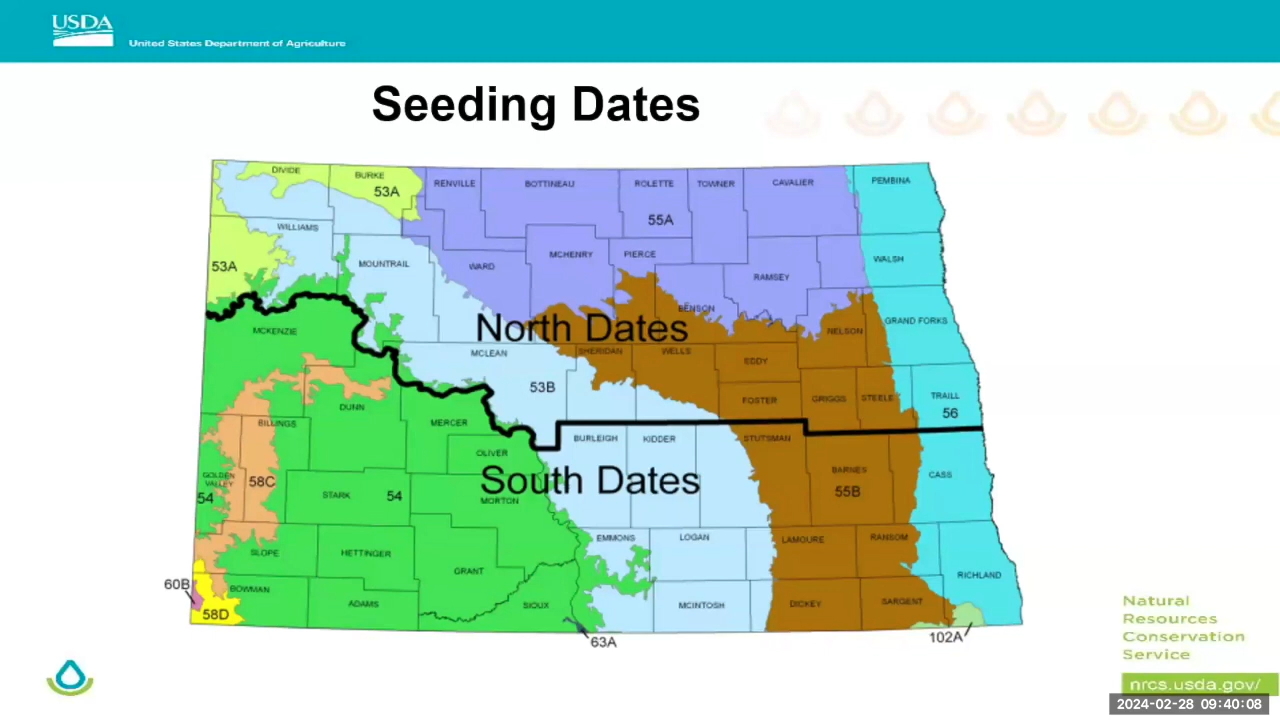 USDA
United States Department of Agriculture
Seeding Dates
DIVIDE
BURKE
53A
RENVILLE
BOTTINEAU
ROLETTE
TOWNER
CAVALIER
PEMBINA
55A
WILLIAMS
53A
MOUNTRAIL
WARD
MCHENRY
PIERCE
RAMSEY
WALSH
BENSON
North Dates
NELSON
GRAND FORKS
MCKENZIE
MCLEAN
SHERIDAN
WELLS
EDDY
53B
DUNN
FOSTER
GRIGGS
STEELE
TRAILL
56
BILLINGS
MERCER
BURLEIGH
KIDDER
STUTSMAN
OLIVER
South Dates
GOLDEN
VALLEY
54
58C
STARK
54
MORTON
BARNES
55B
CASS
SLOPE
HETTINGER
EMMONS
LOGAN
LAMOURE
RANSOM
GRANT
RICHLAND
60B
BOWMAN
58D
ADAMS
SIOUX
MCINTOSH
DICKEY
SARGENT
63A
102A
Natural
Resources
Conservation
Service
nrcs.usda.gov/
2024-02-28 09:40:08